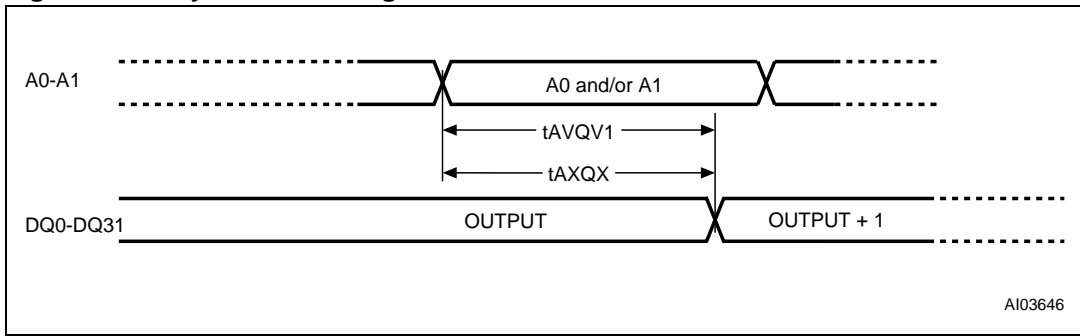 A0-A1
A0 and/or A1
tAVQV1
tAXQX
DQ0-DQ31
OUTPUT
OUTPUT + 1
AI03646